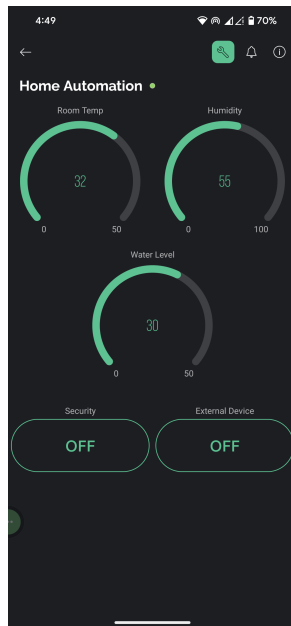 4:49 70%
Home Automation
Room Temp Humidity
32 55
0 50 0 100
Water Level
30
0 50
Security External Device
OFF OFF